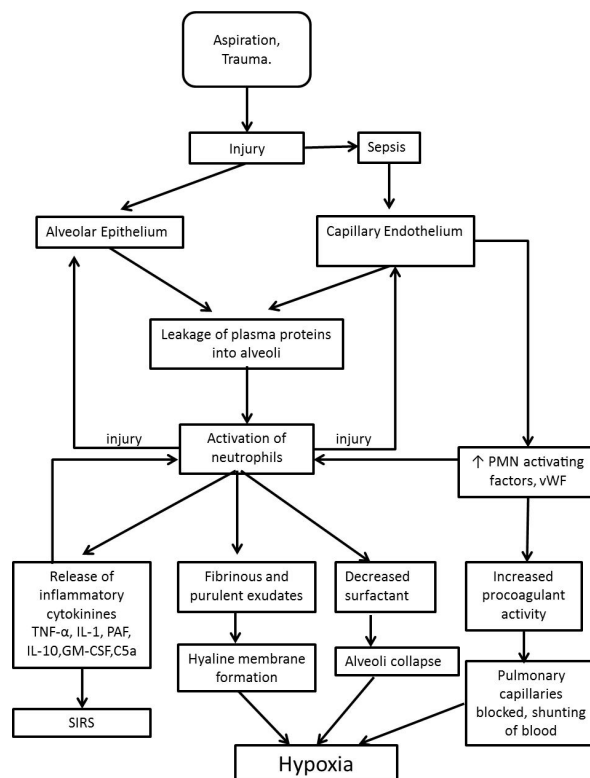 Aspiration,
Trauma.
Injury
Sepsis
Alveolar Epithelium
Capillary Endothelium
Leakage of plasma proteins
into alveoli
injury
Activation of
neutrophils
injury
↑ PMN activating
factors, vWF
Release of
inflammatory
cytokinines
TNF-α, IL-1, PAF,
IL-10,GM-CSF,C5a
Fibrinous and
purulent exudates
Decreased
surfactant
Increased
procoagulant
activity
Hyaline membrane
formation
Alveoli collapse
Pulmonary
capillaries
blocked, shunting
of blood
SIRS
Hypoxia